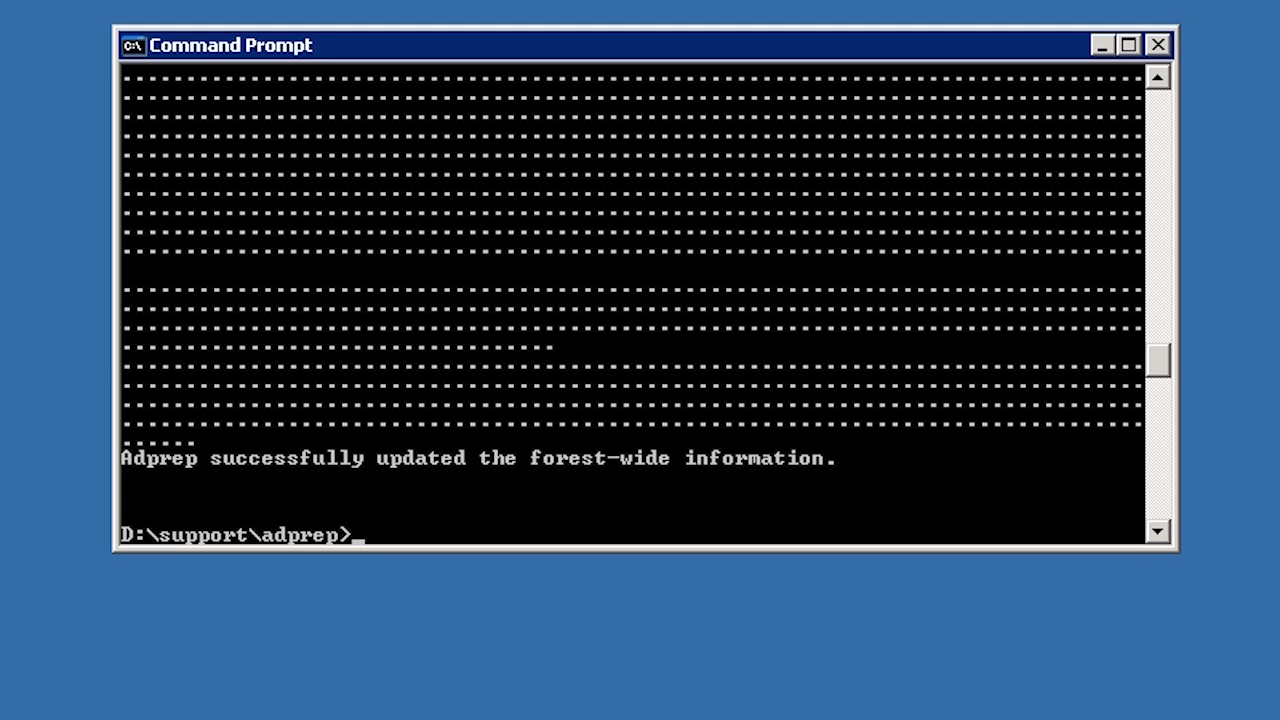 Command Prompt
Adprep successfully updated the forest-wide information.
D:\support\adprep>_